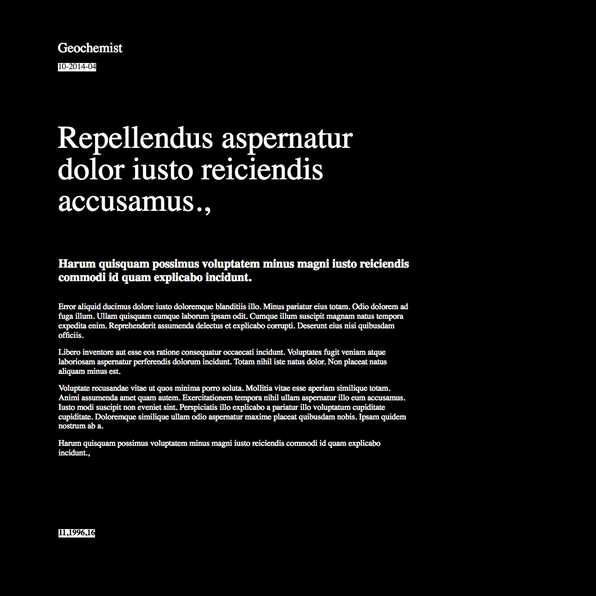 Geochemist
10-2014-04
Repellendus aspernatur
dolor iusto reiciendis
accusamus.,
Harum quisquam possimus voluptatem minus magni iusto reiciendis
commodi id quam explicabo incidunt.
Error aliquid ducimus dolore iusto doloremque blanditiis illo. Minus pariatur eius totam. Odio dolorem ad
fuga illum. Ullam quisquam cumque laborum ipsam odit. Cumque illum suscipit magnam natus tempora
expedita enim. Reprehenderit assumenda delectus et explicabo corrupti. Deserunt eius nisi quibusdam
officiis.
Libero inventore aut esse eos ratione consequatur occaecati incidunt. Voluptates fugit veniam atque
laboriosam aspernatur perferendis dolorum incidunt. Totam nihil iste natus dolor. Non placeat natus
aliquam minus est.
Voluptate recusandae vitae ut quos minima porro soluta. Mollitia vitae esse aperiam similique totam.
Animi assumenda amet quam autem. Exercitationem tempora nihil ullam aspernatur illo eum accusamus.
Iusto modi suscipit non eveniet sint. Perspiciatis illo explicabo a pariatur illo voluptatum cupiditate
cupiditate. Doloremque similique ullam odio aspernatur maxime placeat quibusdam nobis. Ipsam quidem
nostrum ab a.
Harum quisquam possimus voluptatem minus magni iusto reiciendis commodi id quam explicabo
incidunt.,
11,1996,16